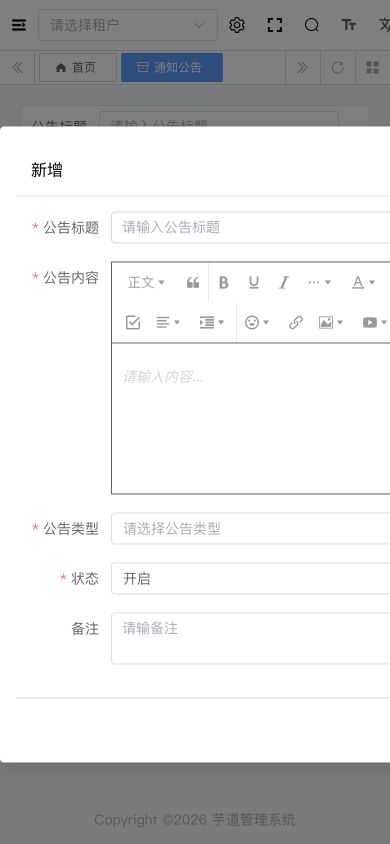 请选择租户
首页
通知公告
公告标题
请输入公告标题
新增
* 公告标题
请输入公告标题
* 公告内容
正文
B U I ... A
请输入内容...
* 公告类型
请选择公告类型
* 状态
开启
备注
请输备注
Copyright ©2026 芋道管理系统